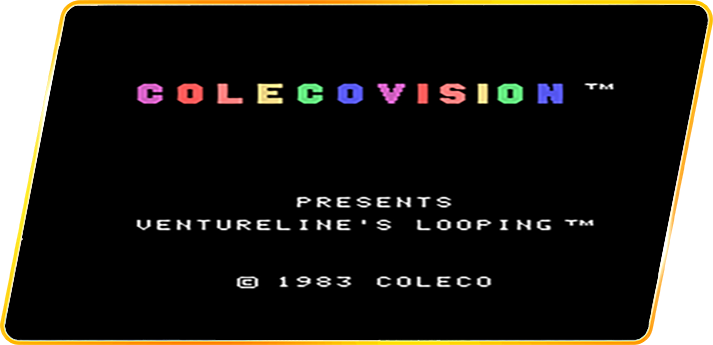 COLECOVISION™
PRESENTS
VENTURELINE'S LOOPING™
© 1983 COLECO